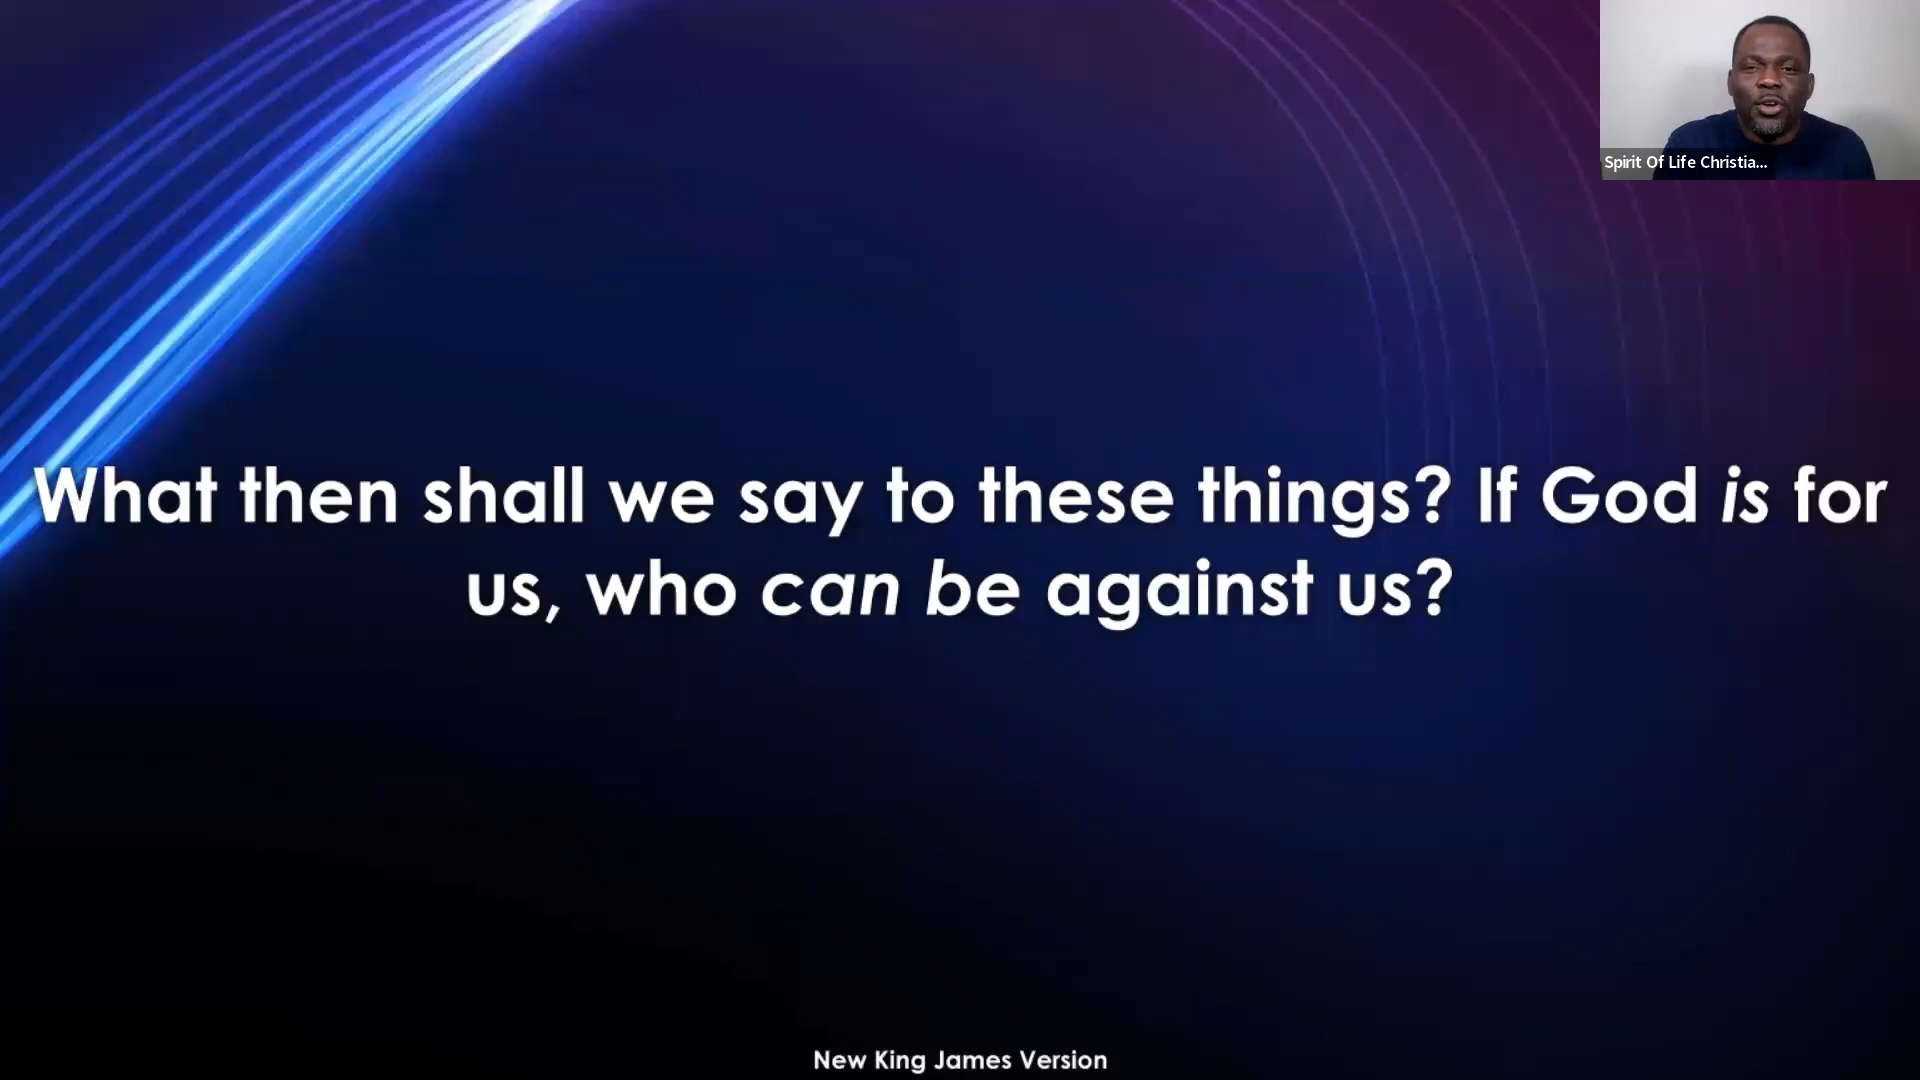 Spirit Of Life Christia...
What then shall we say to these things? If God is for
us, who can be against us?
New King James Version